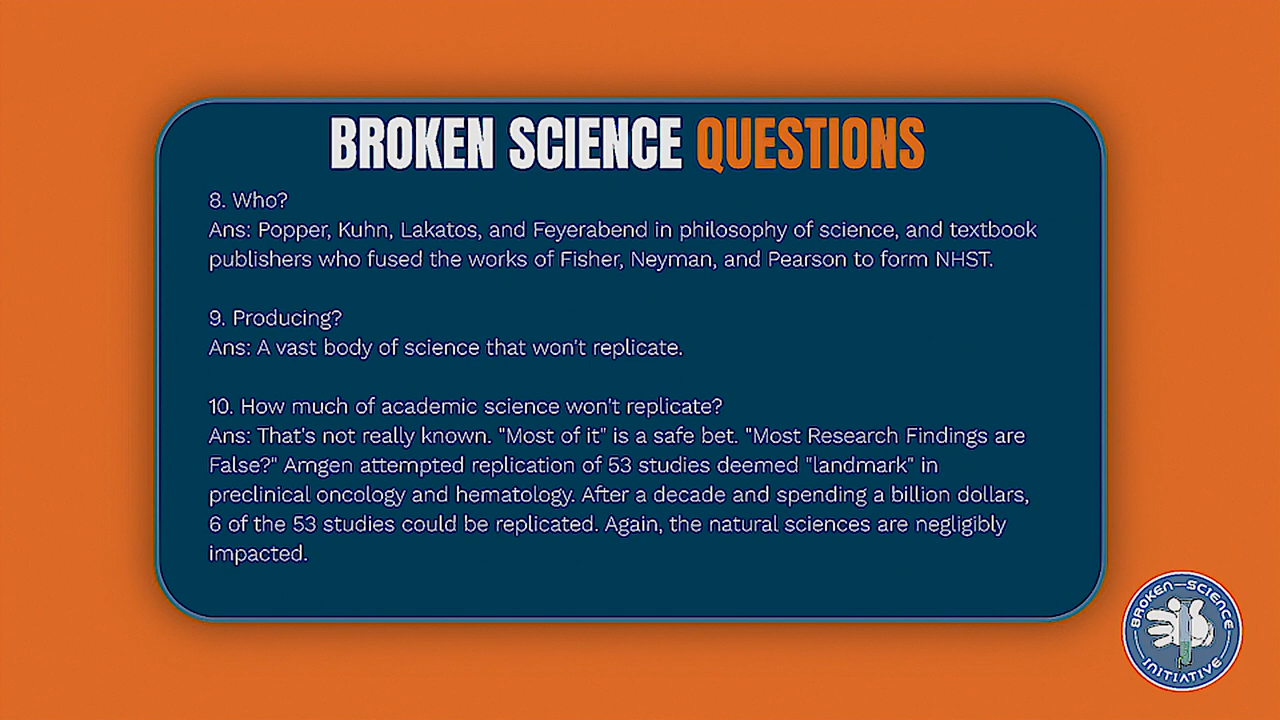 BROKEN SCIENCE QUESTIONS
8. Who?
Ans: Popper, Kuhn, Lakatos, and Feyerabend in philosophy of science, and textbook
publishers who fused the works of Fisher, Neyman, and Pearson to form NHST.
9. Producing?
Ans: A vast body of science that won't replicate.
10. How much of academic science won't replicate?
Ans: That's not really known. "Most of it" is a safe bet. "Most Research Findings are
False?" Amgen attempted replication of 53 studies deemed "landmark" in
preclinical oncology and hematology. After a decade and spending a billion dollars,
6 of the 53 studies could be replicated. Again, the natural sciences are negligibly
impacted.
BROKEN—SCIENCE
INITIATIVE